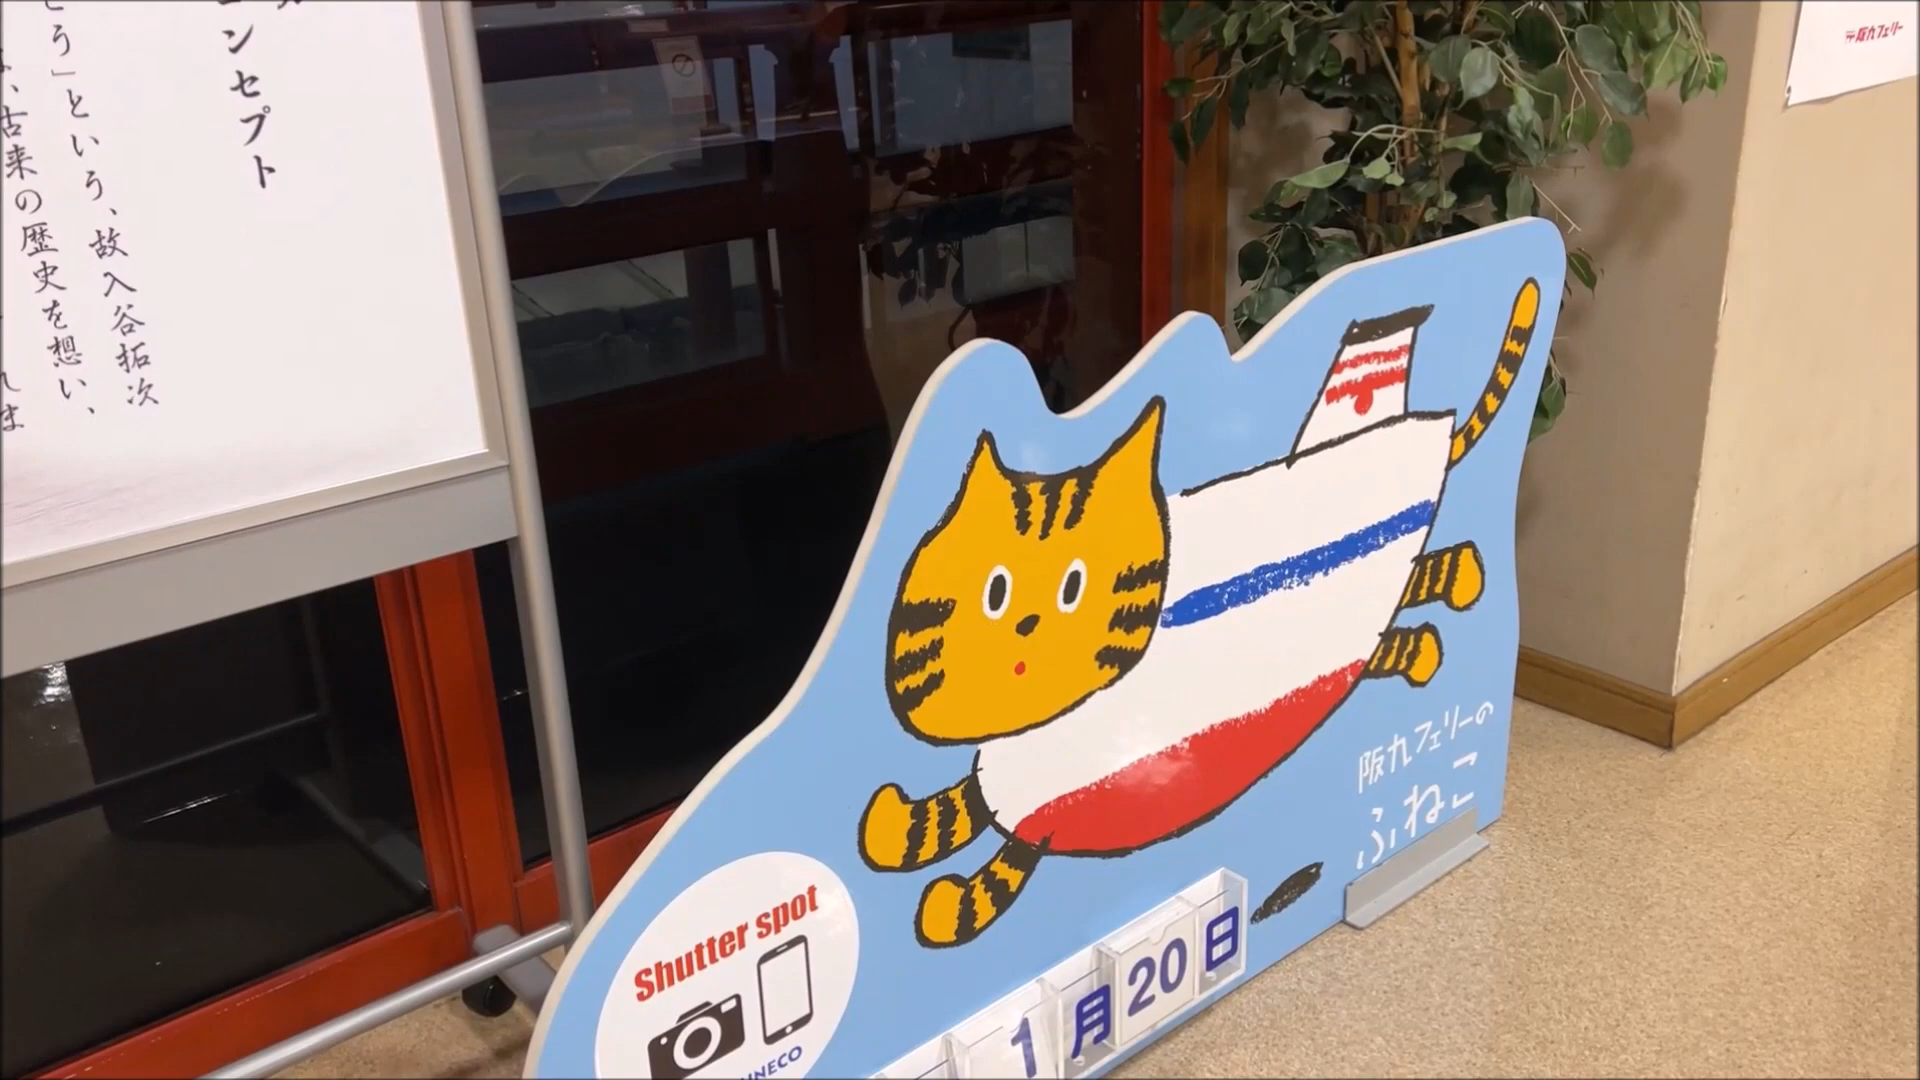 ンセプト
う」という、故入谷拓次
、古来の歴史を想い、
ま
阪九フェリー
阪九フェリーの
ふねこ
Shutter spot
NECO
1月20日